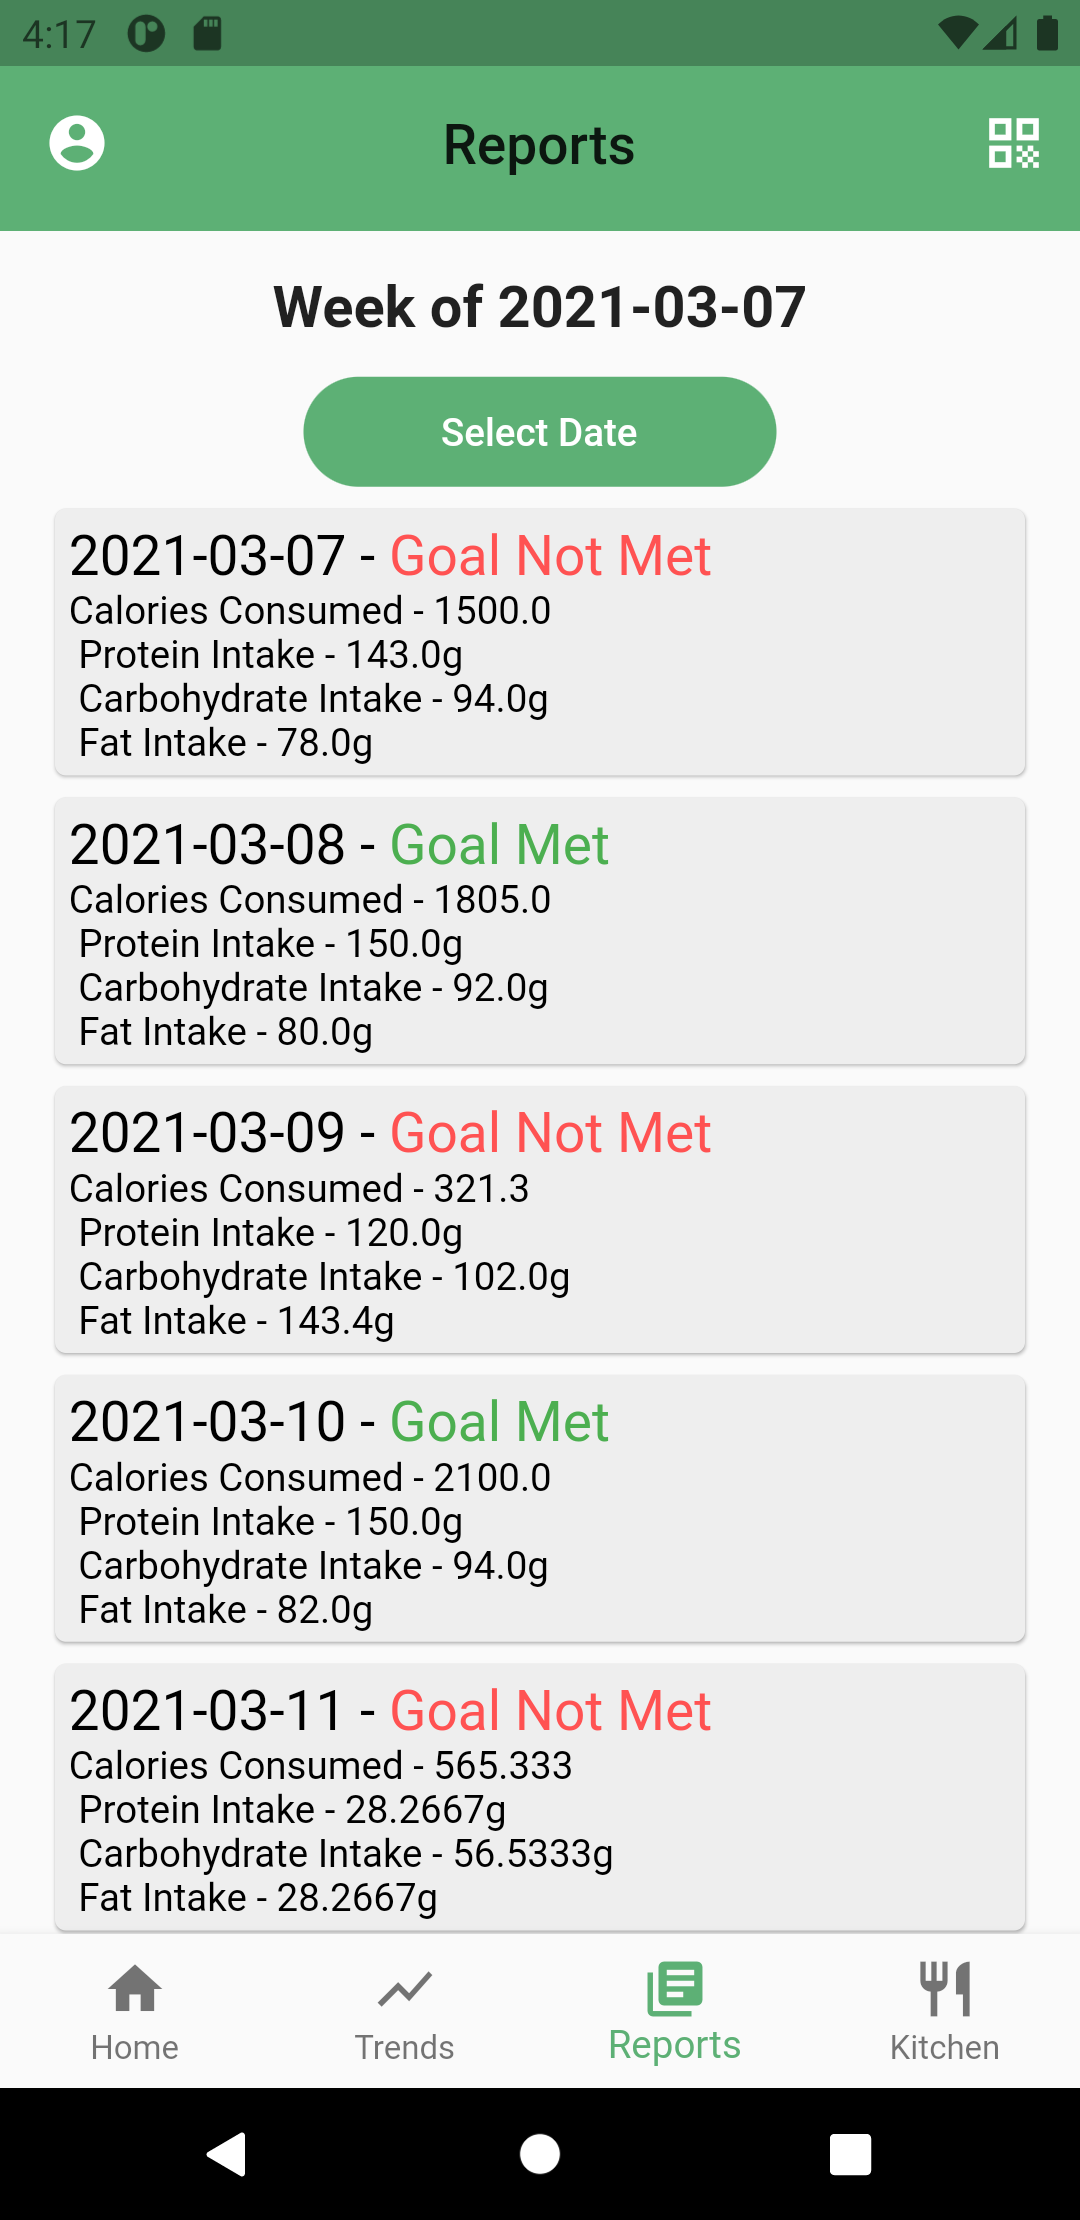 4:17
Reports
Week of 2021-03-07
Select Date
2021-03-07 - Goal Not Met
Calories Consumed - 1500.0
Protein Intake - 143.0g
Carbohydrate Intake - 94.0g
Fat Intake - 78.0g
2021-03-08 - Goal Met
Calories Consumed - 1805.0
Protein Intake - 150.0g
Carbohydrate Intake - 92.0g
Fat Intake - 80.0g
2021-03-09 - Goal Not Met
Calories Consumed - 321.3
Protein Intake - 120.0g
Carbohydrate Intake - 102.0g
Fat Intake - 143.4g
2021-03-10 - Goal Met
Calories Consumed - 2100.0
Protein Intake - 150.0g
Carbohydrate Intake - 94.0g
Fat Intake - 82.0g
2021-03-11 - Goal Not Met
Calories Consumed - 565.333
Protein Intake - 28.2667g
Carbohydrate Intake - 56.5333g
Fat Intake - 28.2667g
Home Trends Reports Kitchen